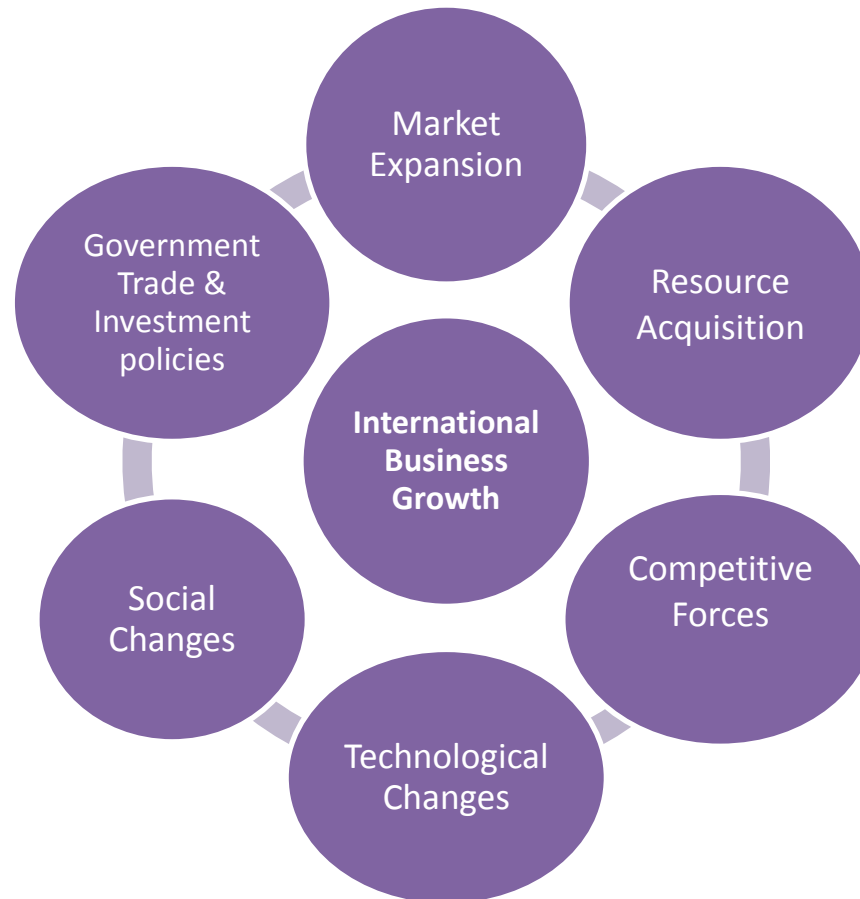 Market
Expansion
Resource
Acquisition
Competitive
Forces
Technological
Changes
Social
Changes
Government
Trade &
Investment
policies
International
Business
Growth